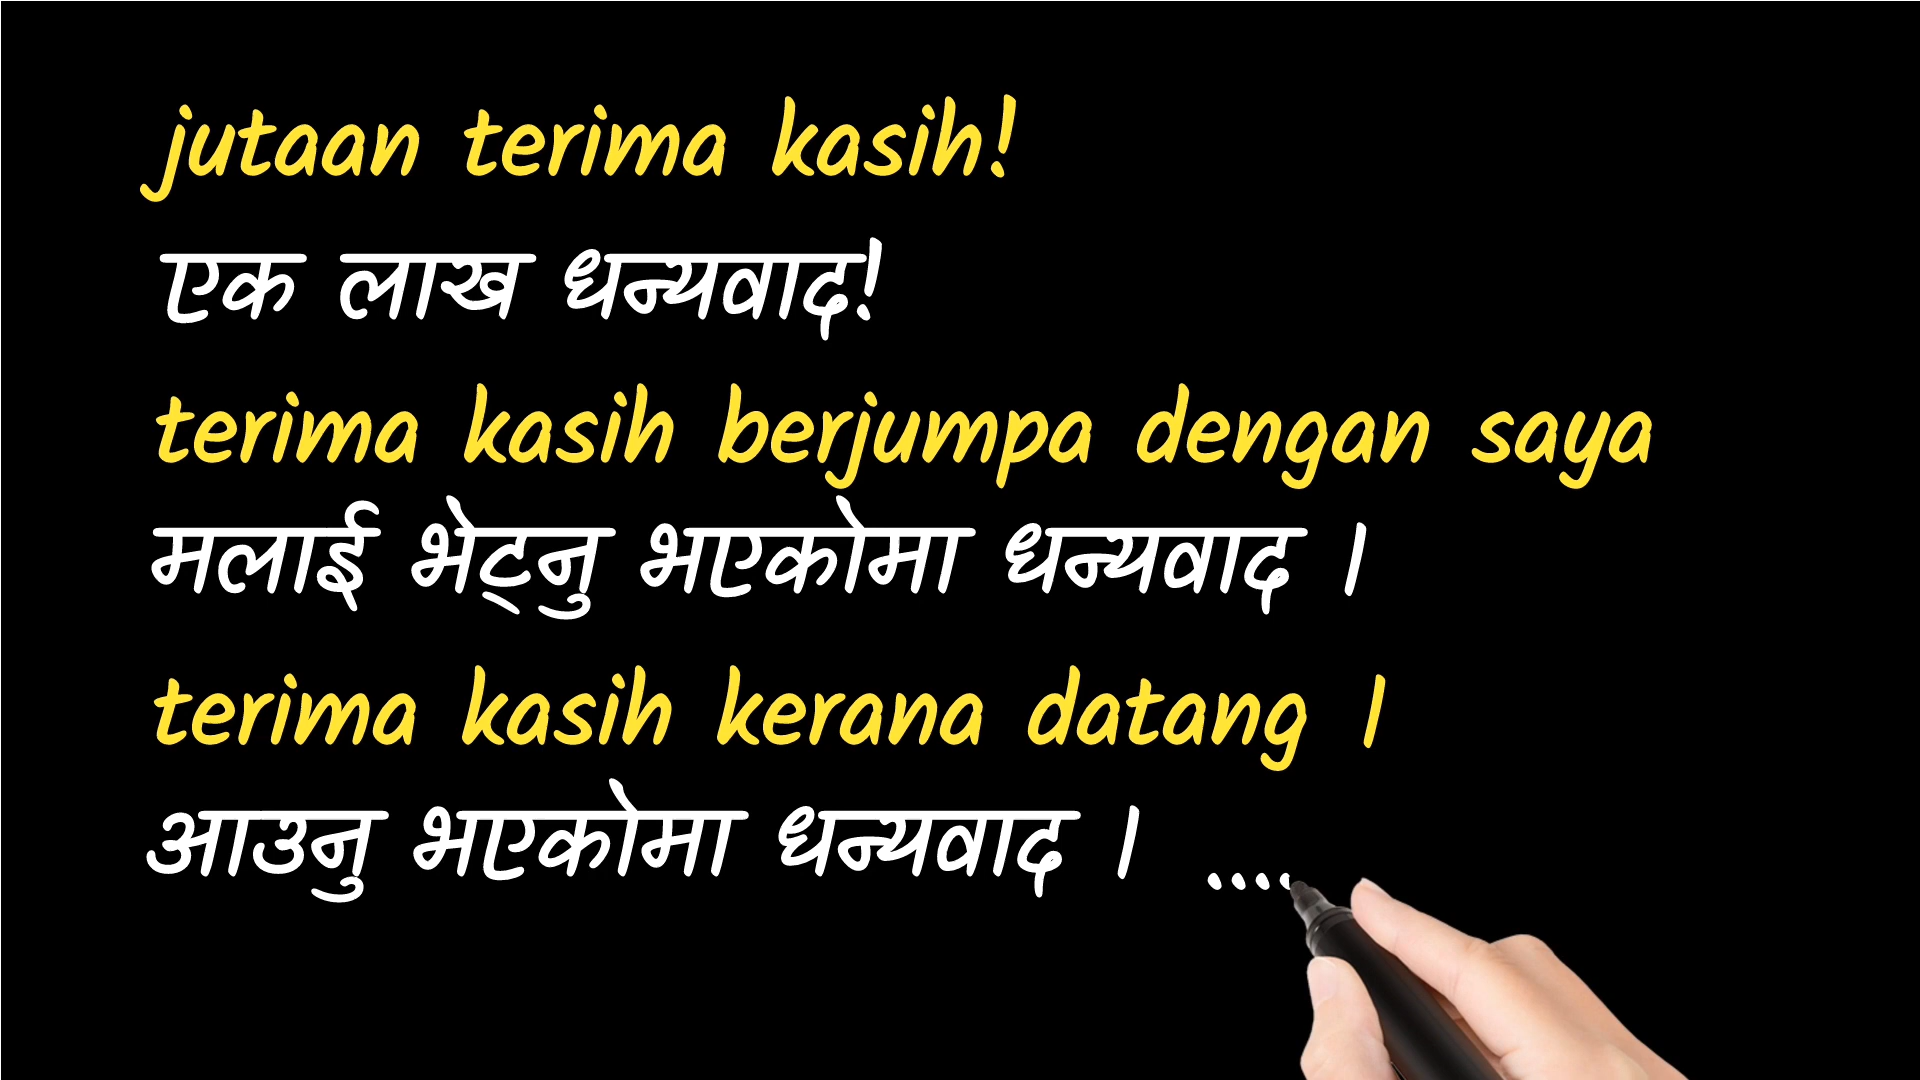 jutaan terima kasih!
एक लाख धन्यवाद!
terima kasih berjumpa dengan saya
मलाई भेट्नु भएकोमा धन्यवाद ।
terima kasih kerana datang ।
आउनु भएकोमा धन्यवाद । ....